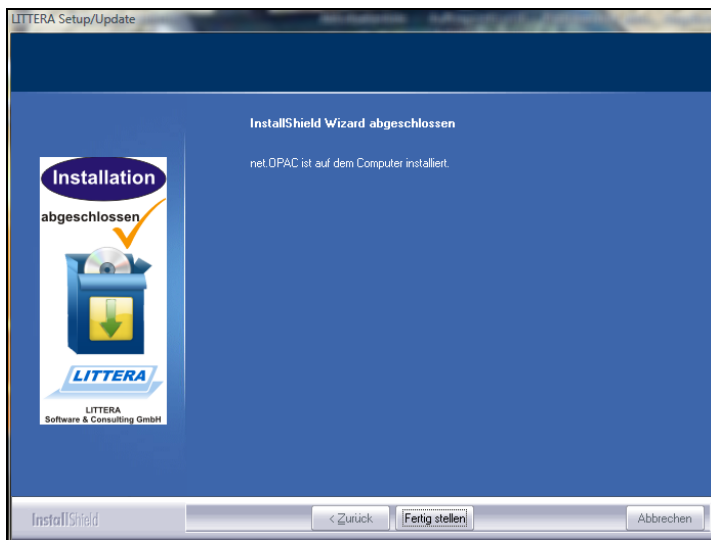 LITTERA Setup/Update
InstallShield Wizard abgeschlossen
net.OPAC ist auf dem Computer installiert.
Installation
abgeschlossen
LITTERA
LITTERA
Software & Consulting GmbH
InstallShield
< Zurück
Fertig stellen
Abbrechen